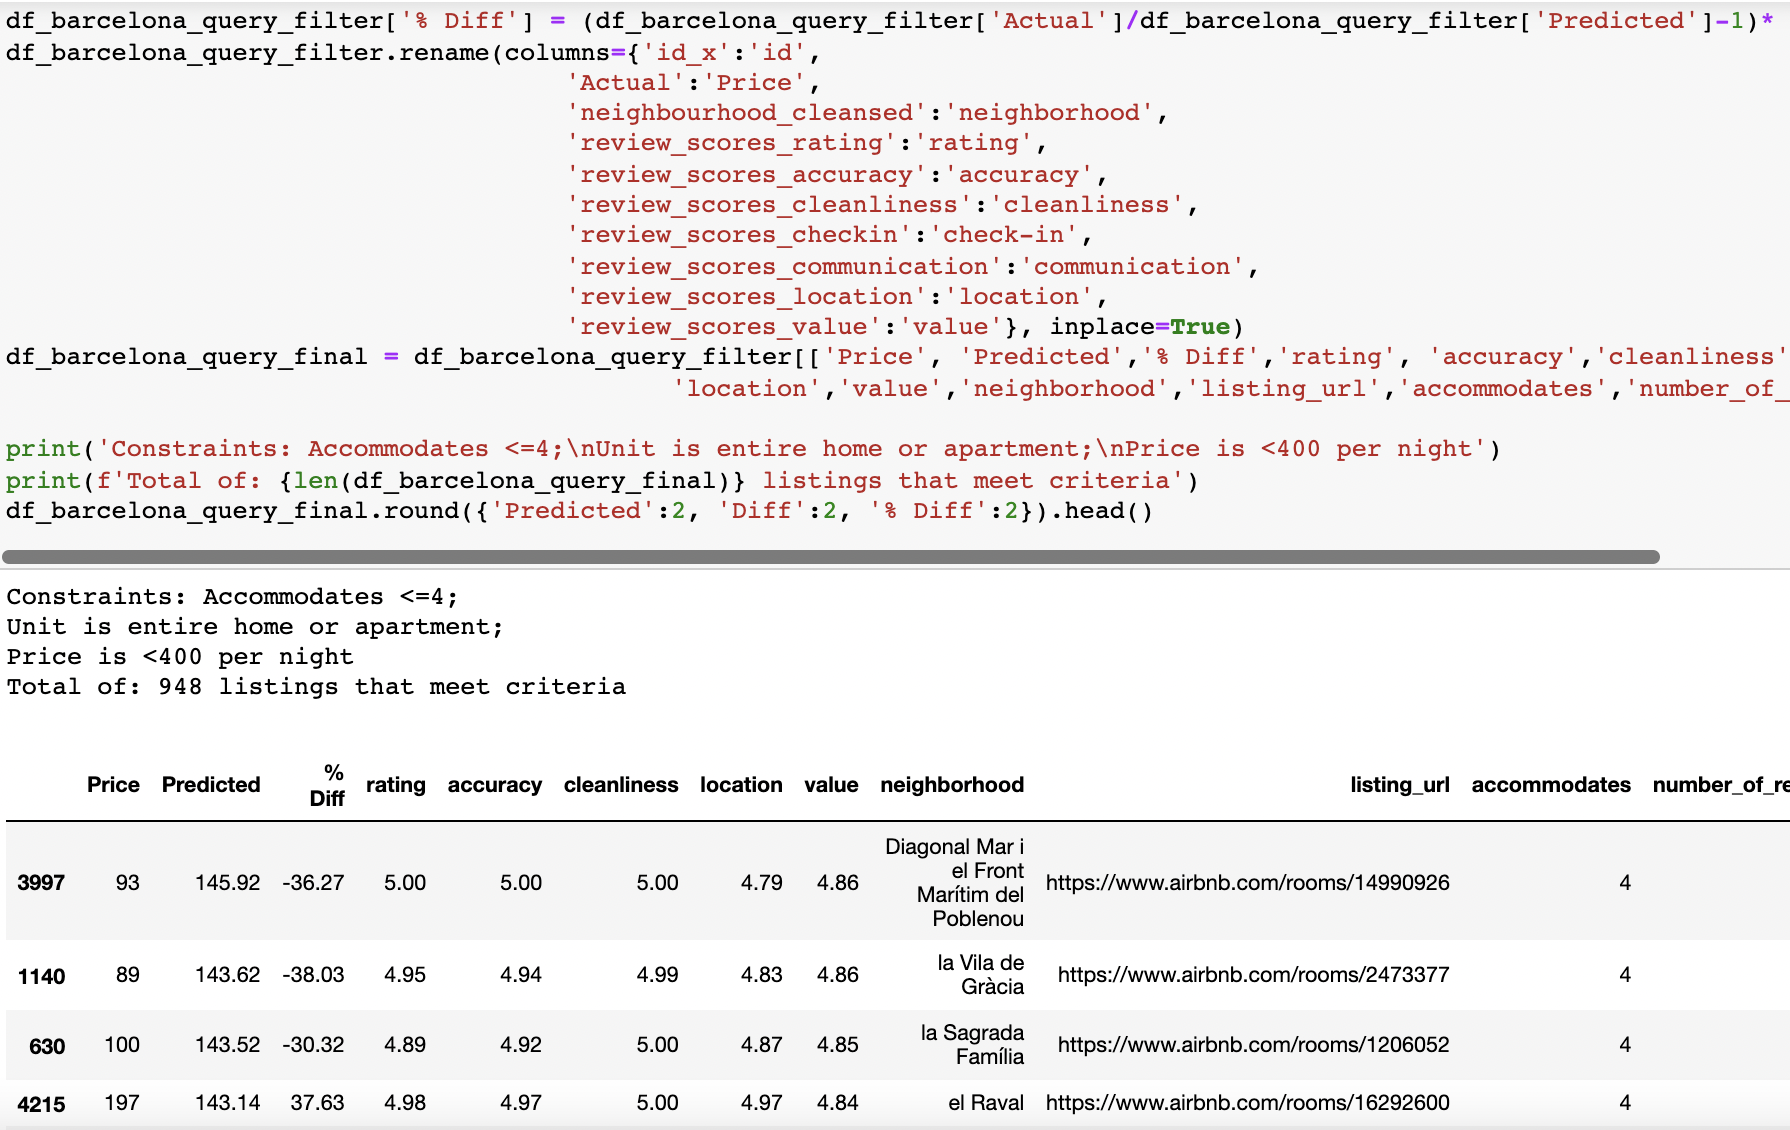 df_barcelona_query_filter['% Diff'] = (df_barcelona_query_filter['Actual']/df_barcelona_query_filter['Predicted']-1)*
df_barcelona_query_filter.rename(columns={'id_x':'id',
'Actual':'Price',
'neighbourhood_cleansed':'neighborhood',
'review_scores_rating':'rating',
'review_scores_accuracy':'accuracy',
'review_scores_cleanliness':'cleanliness',
'review_scores_checkin':'check-in',
'review_scores_communication':'communication',
'review_scores_location':'location',
'review_scores_value':'value'}, inplace=True)
df_barcelona_query_final = df_barcelona_query_filter[['Price', 'Predicted','% Diff','rating', 'accuracy','cleanliness'
'location','value','neighborhood','listing_url','accommodates','number_of_
print('Constraints: Accommodates <=4;\nUnit is entire home or apartment;\nPrice is <400 per night')
print(f'Total of: {len(df_barcelona_query_final)} listings that meet criteria')
df_barcelona_query_final.round({'Predicted':2, 'Diff':2, '% Diff':2}).head()
Constraints: Accommodates <=4;
Unit is entire home or apartment;
Price is <400 per night
Total of: 948 listings that meet criteria
Price Predicted % Diff rating accuracy cleanliness location value neighborhood listing_url accommodates number_of_re
3997 93 145.92 -36.27 5.00 5.00 5.00 4.79 4.86 Diagonal Mar i el Front Marítim del Poblenou https://www.airbnb.com/rooms/14990926 4
1140 89 143.62 -38.03 4.95 4.94 4.99 4.83 4.86 la Vila de Gràcia https://www.airbnb.com/rooms/2473377 4
630 100 143.52 -30.32 4.89 4.92 5.00 4.87 4.85 la Sagrada Família https://www.airbnb.com/rooms/1206052 4
4215 197 143.14 37.63 4.98 4.97 5.00 4.97 4.84 el Raval https://www.airbnb.com/rooms/16292600 4